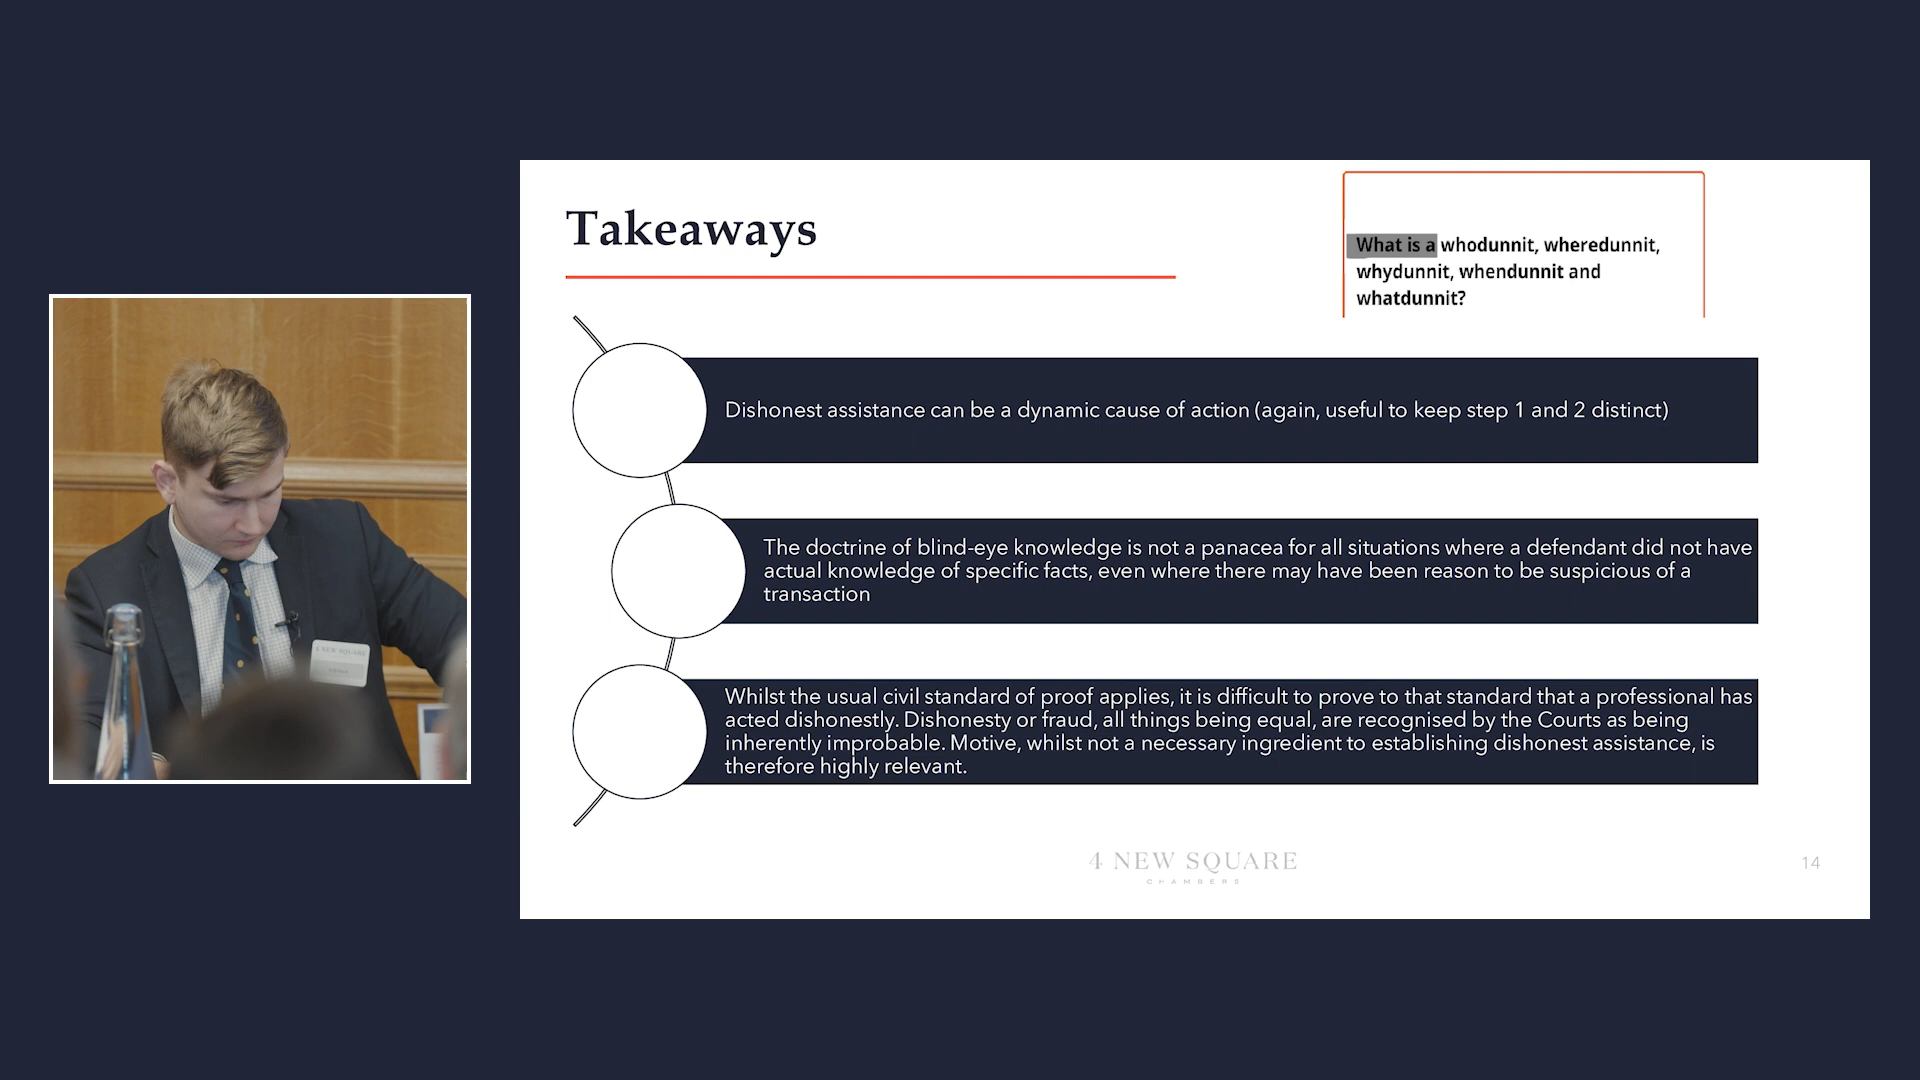 Takeaways
What is a whodunnit, wheredunnit,
whydunnit, whendunnit and
whatdunnit?
Dishonest assistance can be a dynamic cause of action (again, useful to keep step 1 and 2 distinct)
The doctrine of blind-eye knowledge is not a panacea for all situations where a defendant did not have
actual knowledge of specific facts, even where there may have been reason to be suspicious of a
transaction
Whilst the usual civil standard of proof applies, it is difficult to prove to that standard that a professional has
acted dishonestly. Dishonesty or fraud, all things being equal, are recognised by the Courts as being
inherently improbable. Motive, whilst not a necessary ingredient to establishing dishonest assistance, is
therefore highly relevant.
4 NEW SQUARE
CHAMBERS
14
4 NEW SQUARE